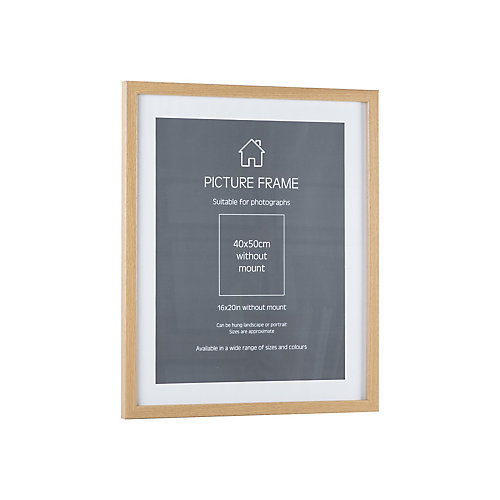 PICTURE FRAME
Suitable for photographs
40x50cm
without
mount
16x20in without mount
Can be hung landscape or portrait
Sizes are approximate
Available in a wide range of sizes and colours